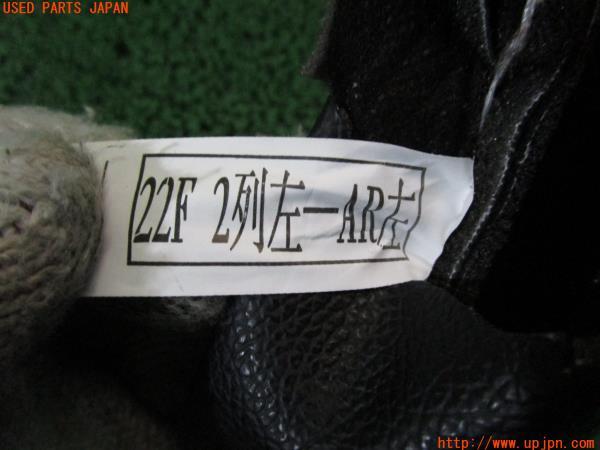 USED PARTS JAPAN
22F 2列左ーAR左
http://www.upjpn.com